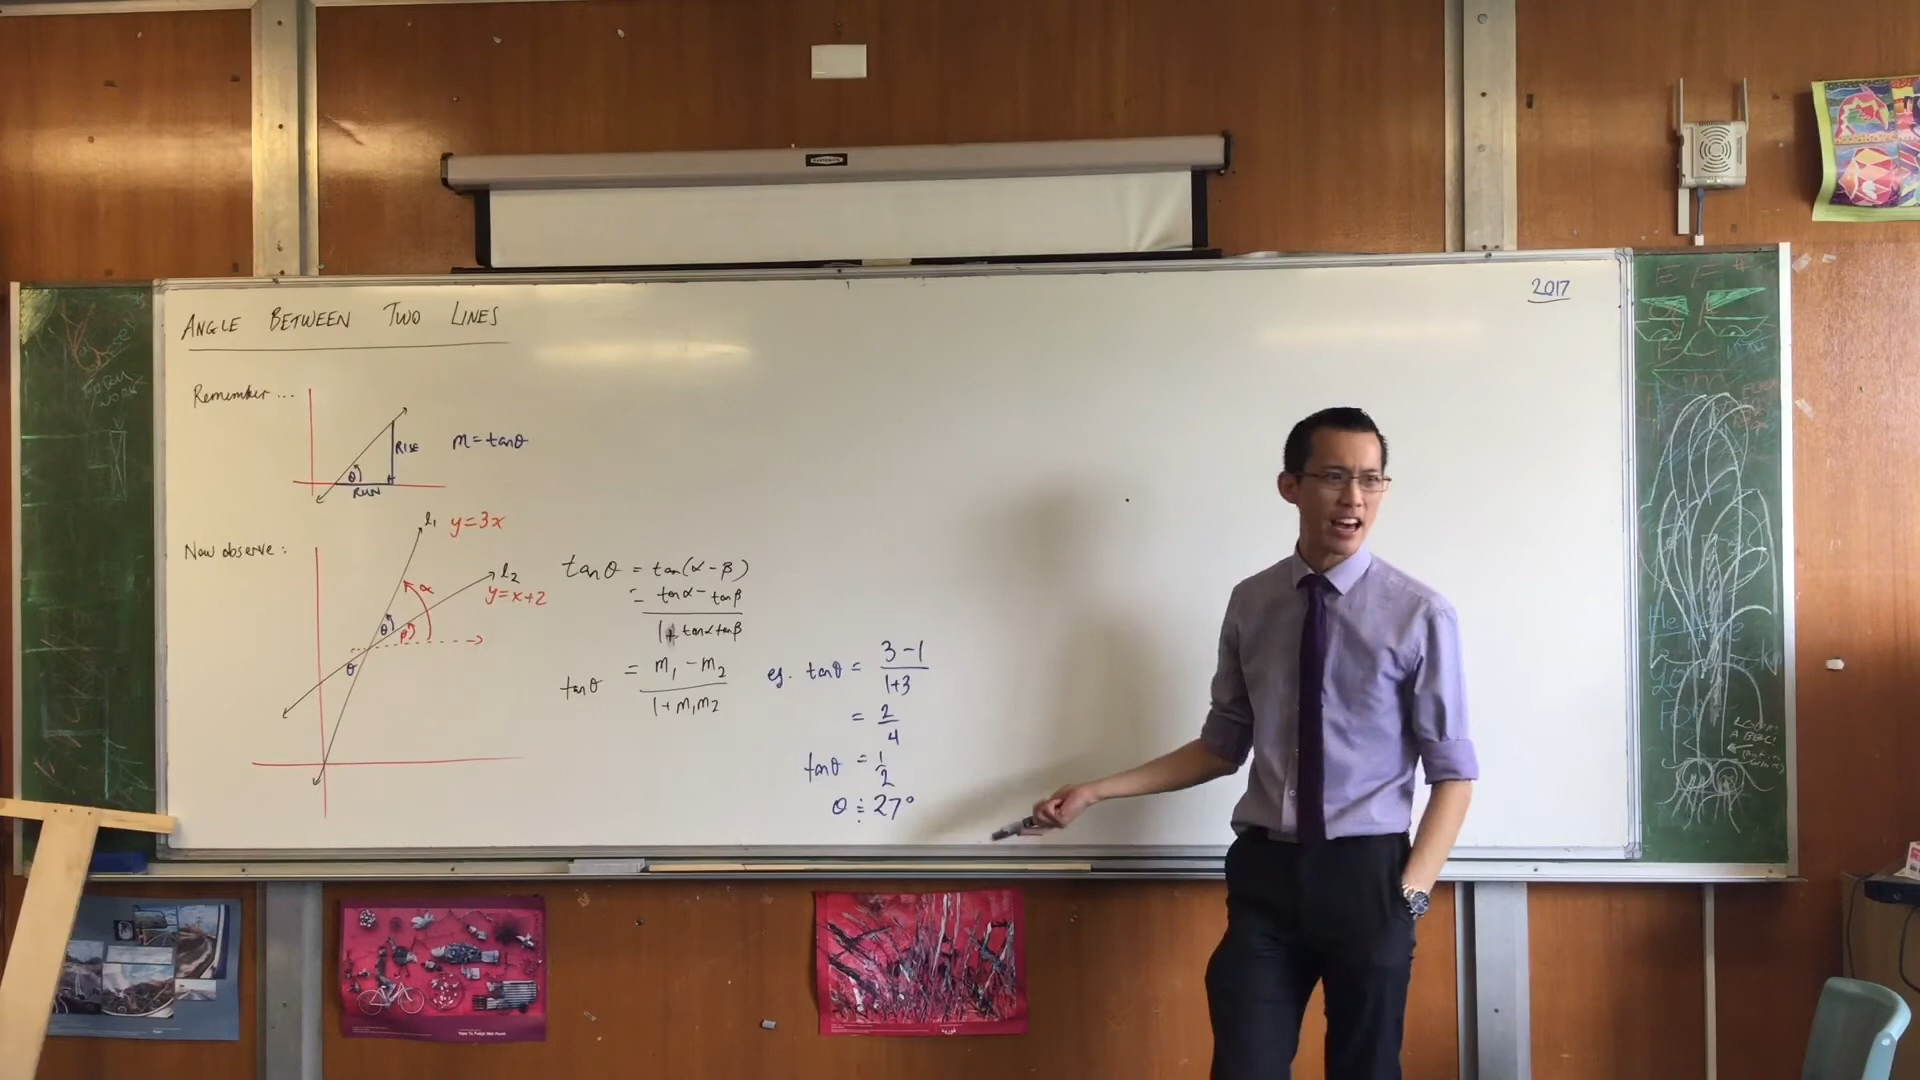 ANGLE BETWEEN TWO LINES
2017
Remember ...
RISE
m = tanθ
θ
RUN
l₁ y=3x
Now observe :
l₂
y=x+2
α
θ
β
θ
tanθ = tan(α - β)
= tanα - tanβ
1 + tanα tanβ
tanθ = m₁ - m₂
1 + m₁m₂
eg. tanθ = 3 - 1
1+3
= 2
4
tanθ = 1
2
θ ≑ 27°